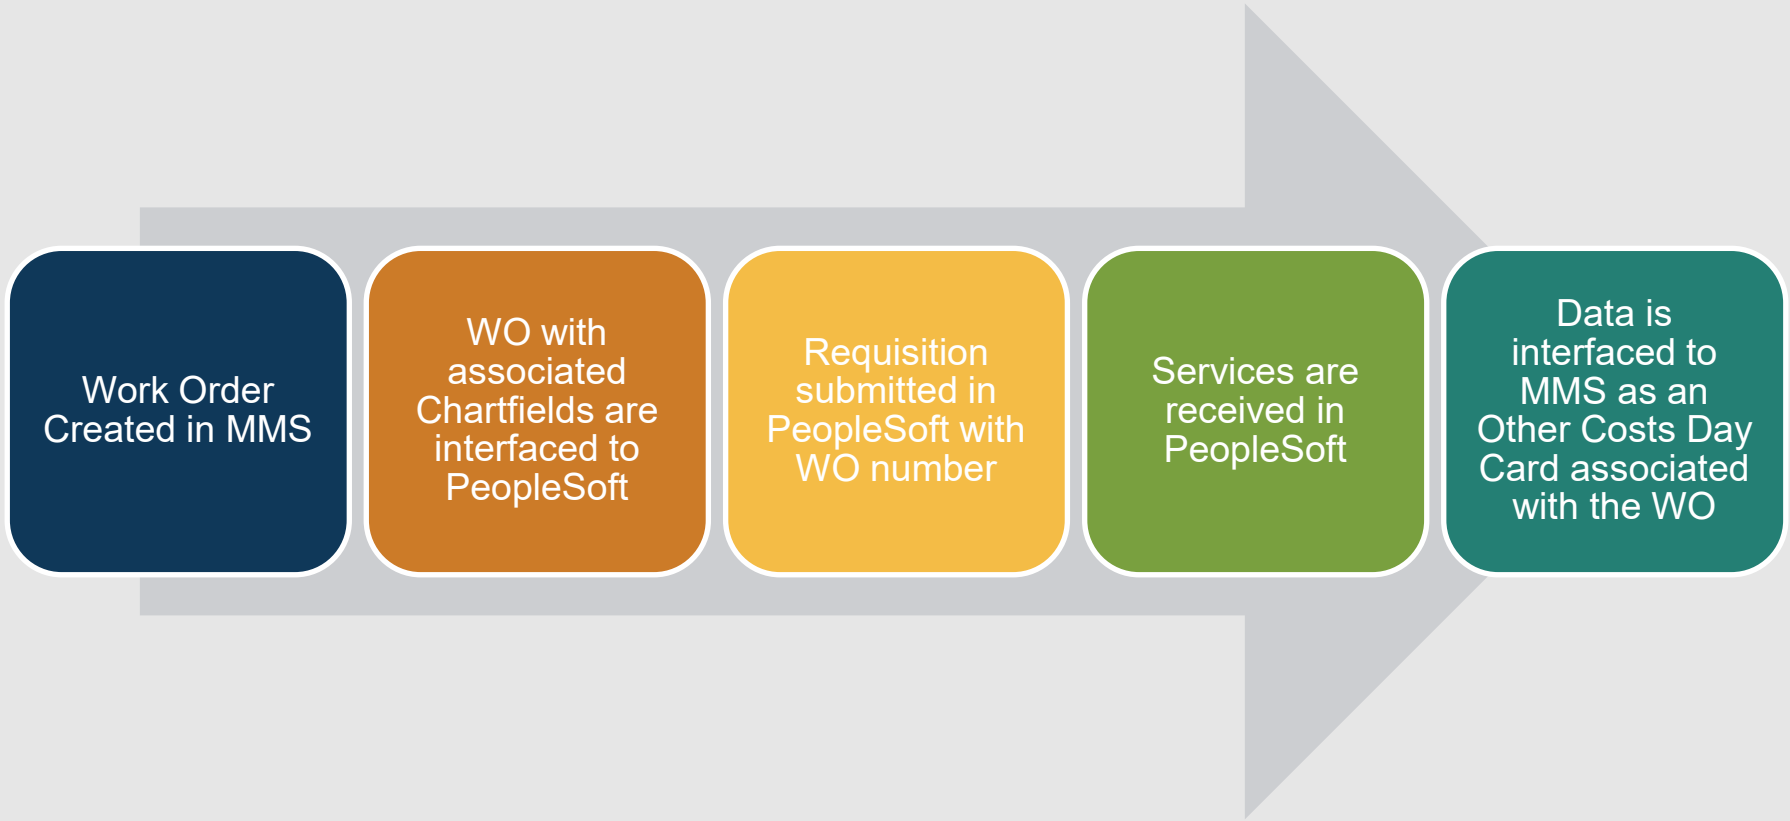 Work Order
Created in MMS
WO with
associated
Chartfields are
interfaced to
PeopleSoft
Requisition
submitted in
PeopleSoft with
WO number
Services are
received in
PeopleSoft
Data is
interfaced to
MMS as an
Other Costs Day
Card associated
with the WO